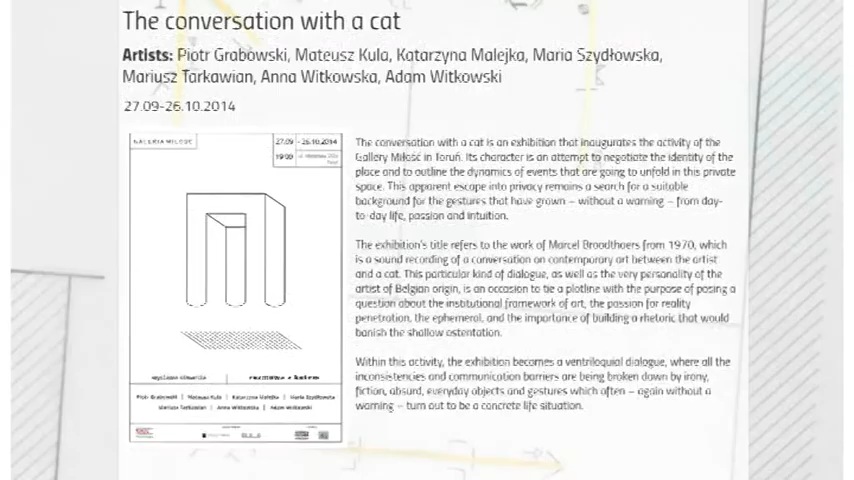 The conversation with a cat
Artists: Piotr Grabowski, Mateusz Kula, Katarzyna Malejka, Maria Szydłowska,
Mariusz Tarkawian, Anna Witkowska, Adam Witkowski
27.09-26.10.2014
GALERIA MIŁOŚĆ
27.09 - 26.10.2014
19:00
The conversation with a cat is an exhibition that inaugurates the activity of the
Gallery Miłość in Toruń. Its character is an attempt to negotiate the identity of the
place and to outline the dynamics of events that are going to unfold in this private
space. This apparent escape into privacy remains a search for a suitable
background for the gestures that have grown – without a warning – from day-
to-day life, passion and intuition.
The exhibition's title refers to the work of Marcel Broodthaers from 1970, which
is a sound recording of a conversation on contemporary art between the artist
and a cat. This particular kind of dialogue, as well as the very personality of the
artist of Belgian origin, is an occasion to tie a plotline with the purpose of posing a
question about the institutional framework of art, the passion for reality
penetration, the ephemeral, and the importance of building a rhetoric that would
banish the shallow ostentation.
Within this activity, the exhibition becomes a ventriloquial dialogue, where all the
inconsistencies and communication barriers are being broken down by irony,
fiction, absurd, everyday objects and gestures which often – again without a
warning – turn out to be a concrete life situation.
rozmowa z kotem
Piotr Grabowski | Mateusz Kula | Katarzyna Malejka | Maria Szydłowska
Mariusz Tarkawian | Anna Witkowska | Adam Witkowski